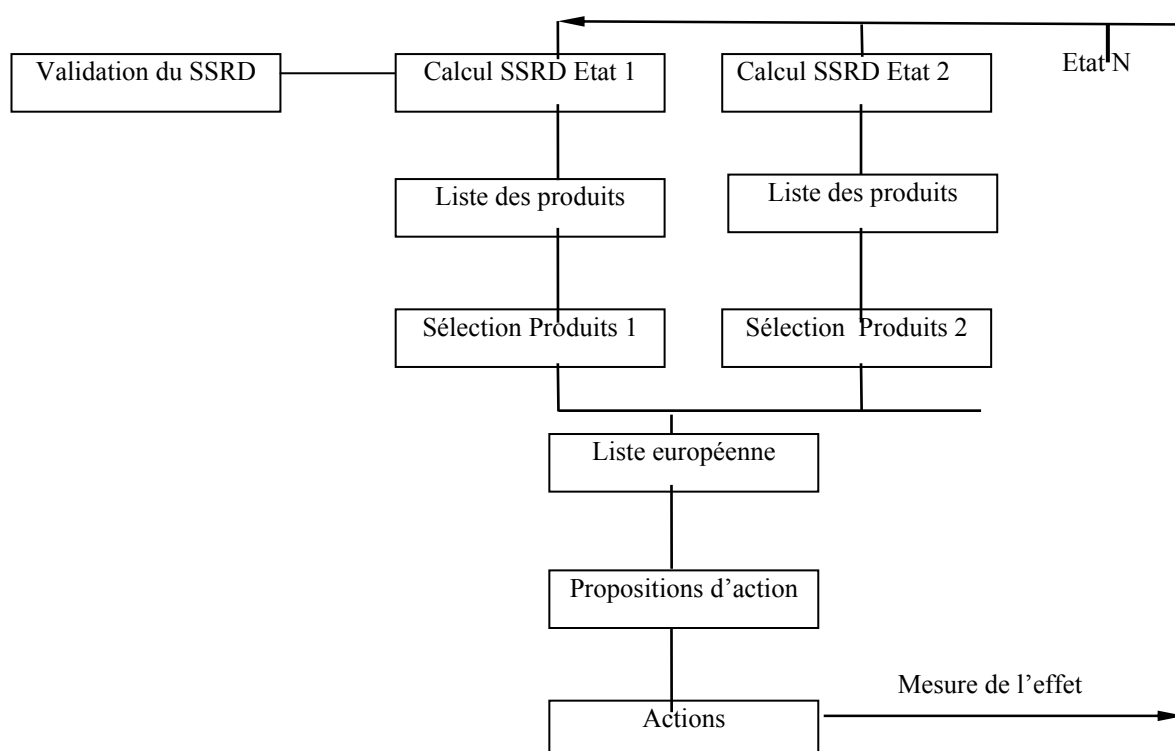 Validation du SSRD
Calcul SSRD Etat 1
Calcul SSRD Etat 2
Etat N
Liste des produits
Liste des produits
Sélection Produits 1
Sélection Produits 2
Liste européenne
Propositions d’action
Mesure de l’effet
Actions